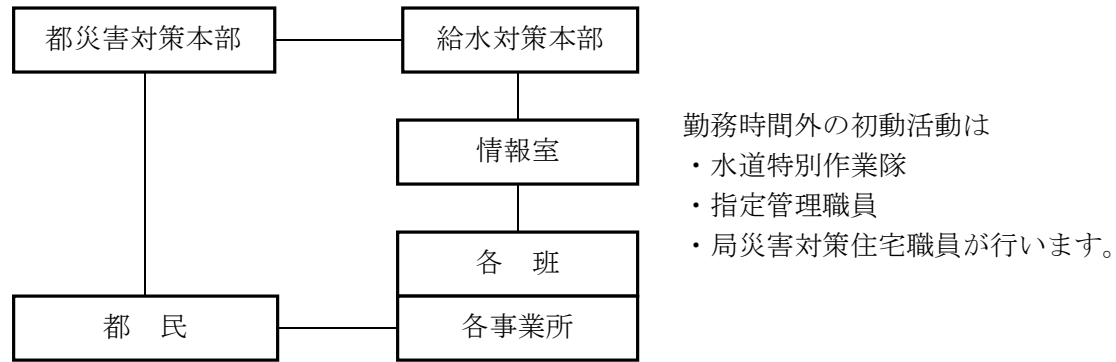 都災害対策本部
給水対策本部
情報室
各　班
都　民
各事業所
勤務時間外の初動活動は
・水道特別作業隊
・指定管理職員
・局災害対策住宅職員が行います。